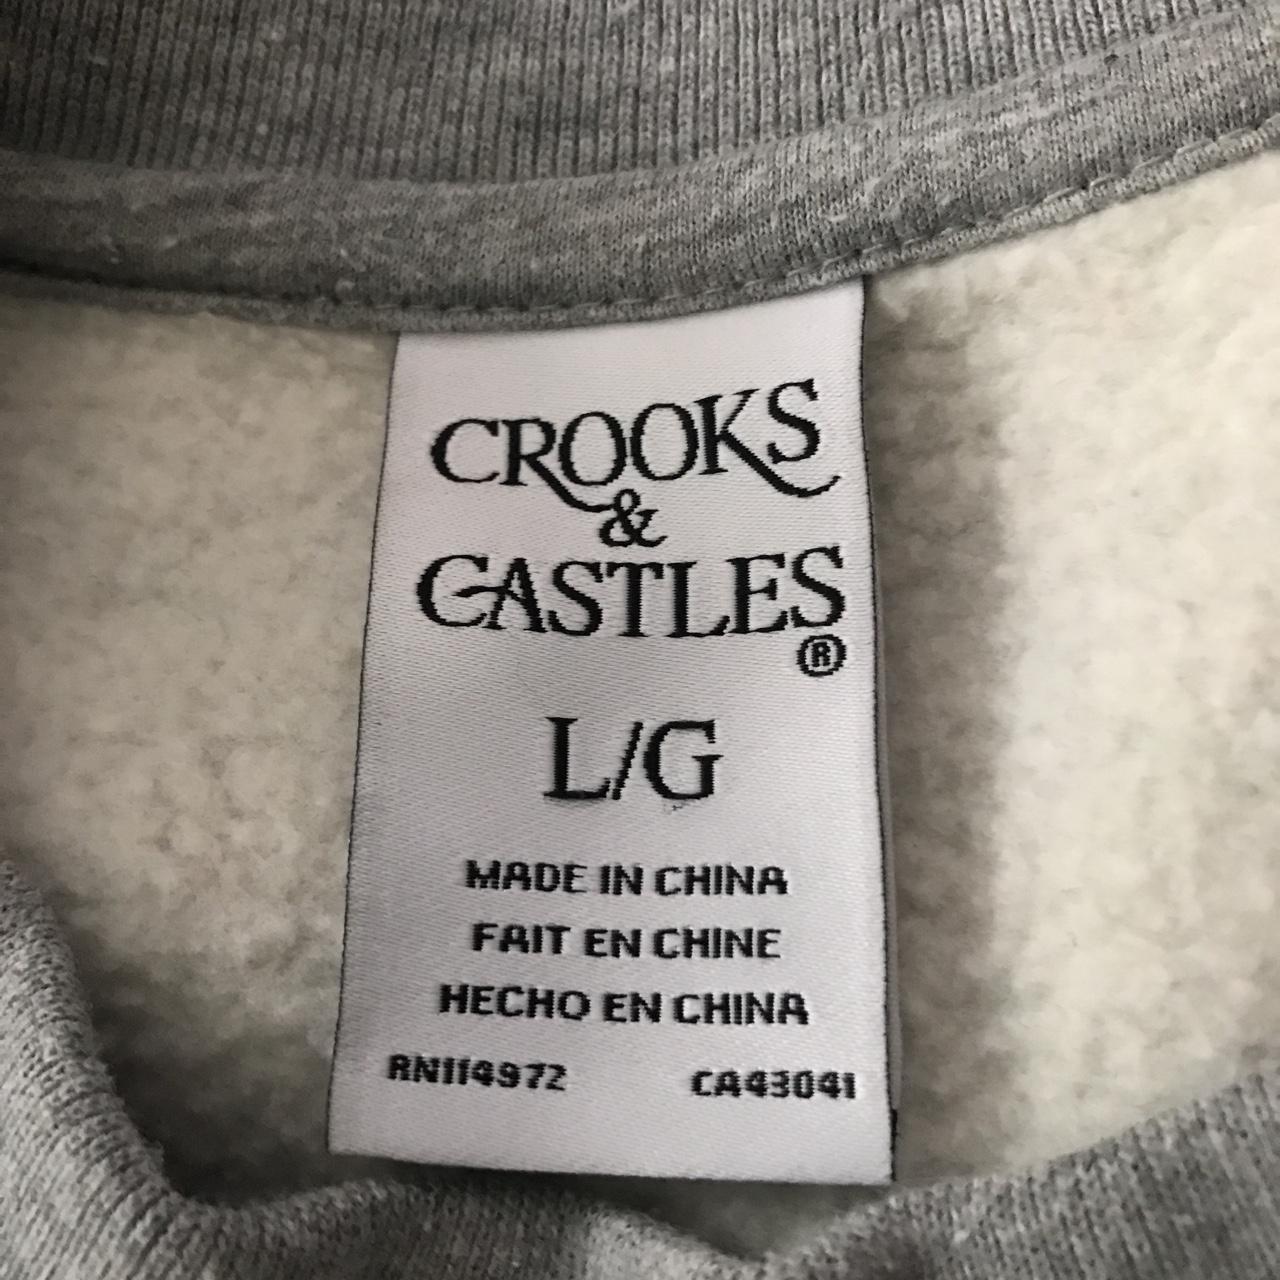 CROOKS
&
CASTLES
®
L/G
MADE IN CHINA
FAIT EN CHINE
HECHO EN CHINA
RN114972 CA43041